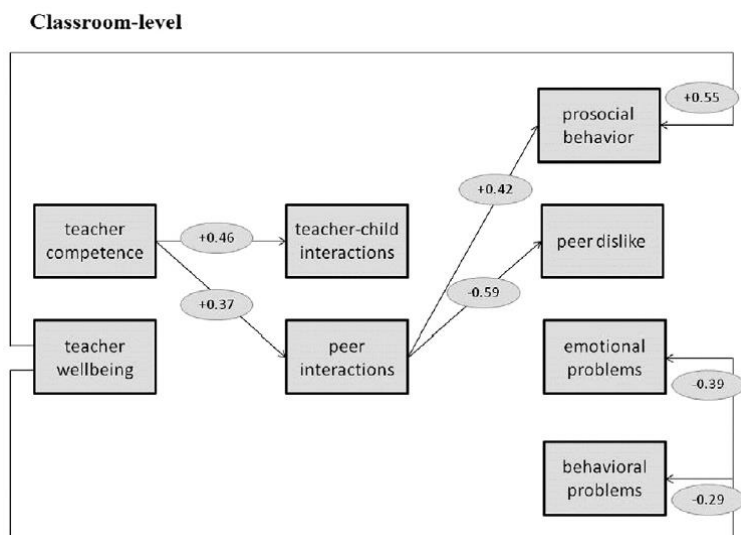 Classroom-level
prosocial
behavior
+0.55
+0.42
teacher
competence
+0.46
teacher-child
interactions
peer dislike
+0.37
-0.59
teacher
wellbeing
peer
interactions
emotional
problems
-0.39
behavioral
problems
-0.29